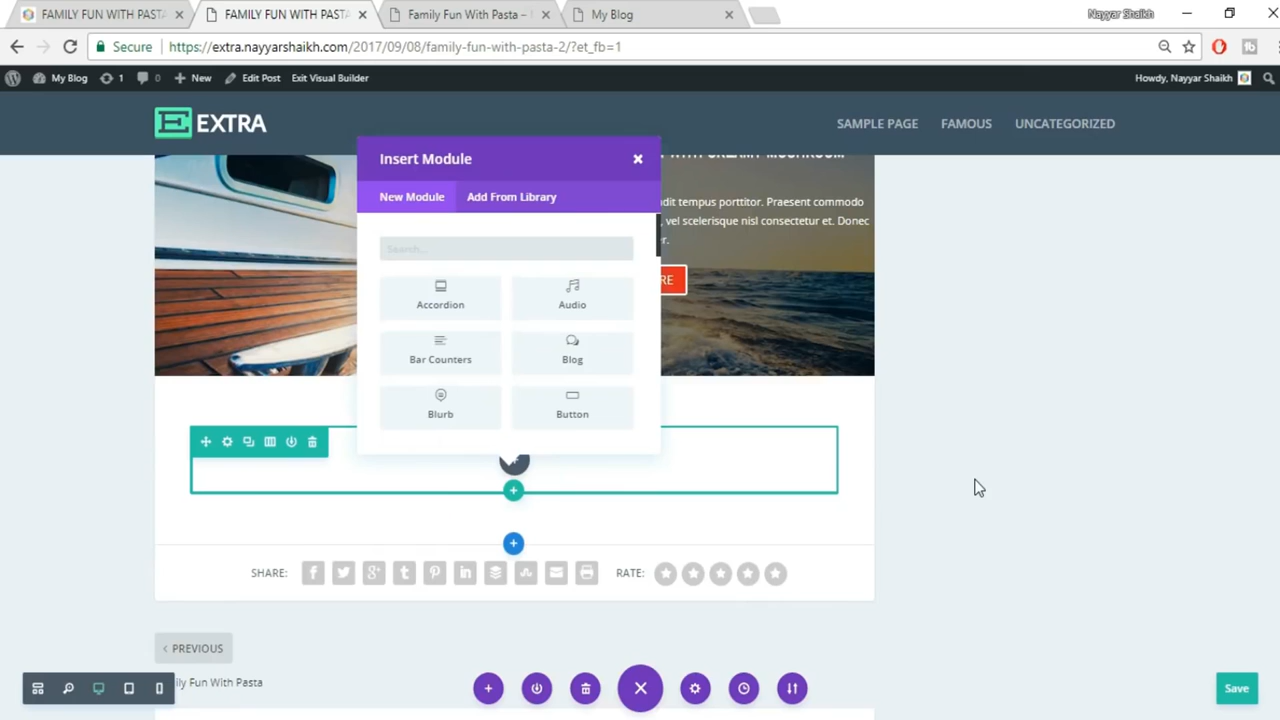 FAMILY FUN WITH PASTA
FAMILY FUN WITH PASTA
Family Fun With Pasta –
My Blog
Nayyar Shaikh
Secure
https://extra.nayyarshaikh.com/2017/09/08/family-fun-with-pasta-2/?et_fb=1
My Blog
1
0
New
Edit Post
Exit Visual Builder
Howdy, Nayyar Shaikh
EXTRA
SAMPLE PAGE
FAMOUS
UNCATEGORIZED
Insert Module
New Module
Add From Library
Search...
Accordion
Audio
Bar Counters
Blog
Blurb
Button
tempus porttitor. Praesent commodo
, vel scelerisque nisl consectetur et. Donec
SHARE:
RATE:
< PREVIOUS
ily Fun With Pasta
Save